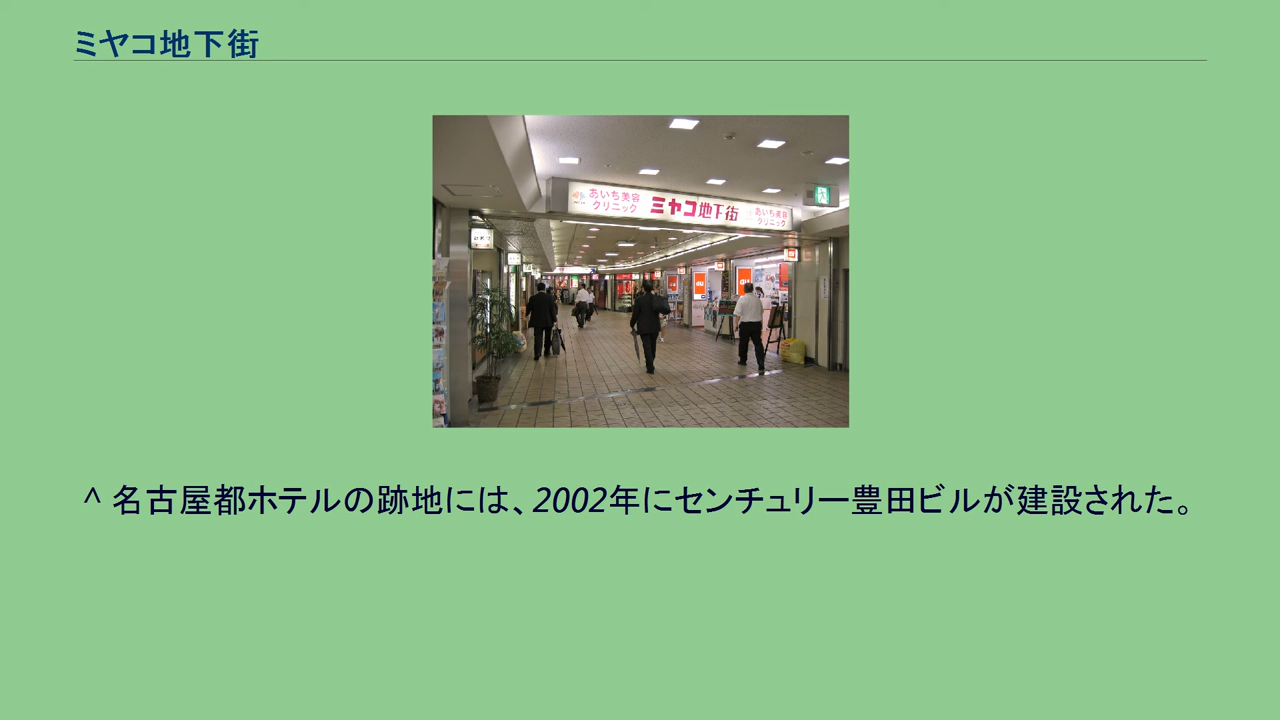 ミヤコ地下街
あいち美容
クリニック
ミヤコ地下街
あいち美容
クリニック
au
^ 名古屋都ホテルの跡地には、2002年にセンチュリー豊田ビルが建設された。